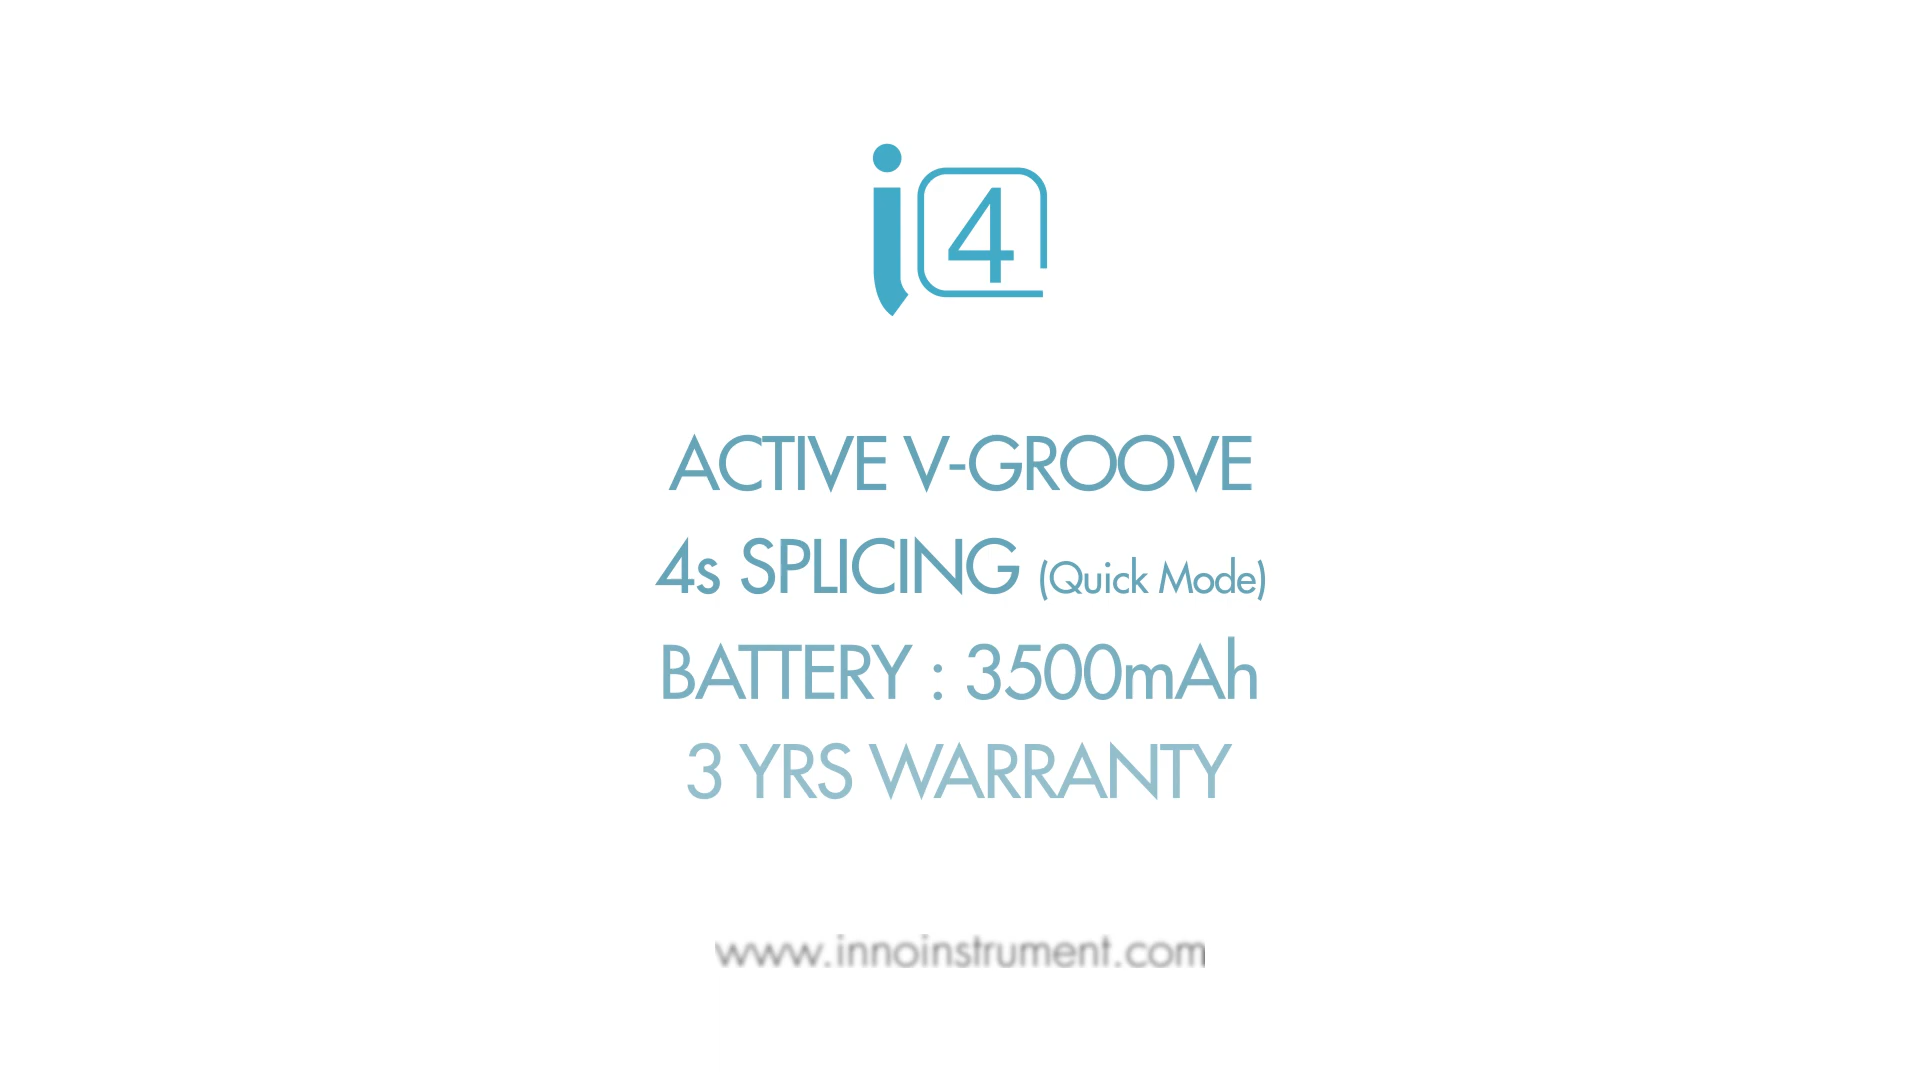 i4
ACTIVE V-GROOVE
4s SPLICING (Quick Mode)
BATTERY : 3500mAh
3 YRS WARRANTY
www.innoinstrument.com